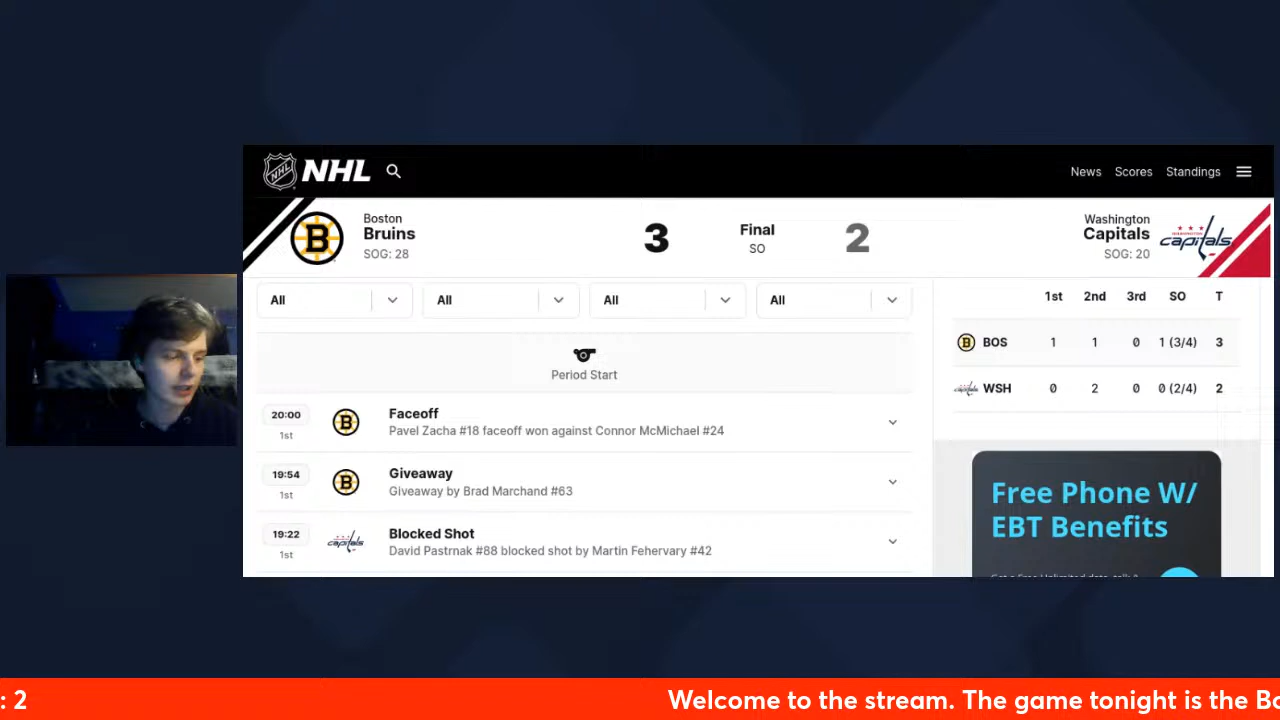 NHL
News Scores Standings
Boston
Bruins
SOG: 28
3
Final
SO
2
Washington
Capitals
SOG: 20
capitals
All All All All
Period Start
20:00
1st
Faceoff
Pavel Zacha #18 faceoff won against Connor McMichael #24
19:54
1st
Giveaway
Giveaway by Brad Marchand #63
19:22
1st
capitals
Blocked Shot
David Pastrnak #88 blocked shot by Martin Fehervary #42
1st 2nd 3rd SO T
B BOS 1 1 0 1 (3/4) 3
WSH 0 2 0 0 (2/4) 2
Free Phone W/
EBT Benefits
: 2
Welcome to the stream. The game tonight is the Bo